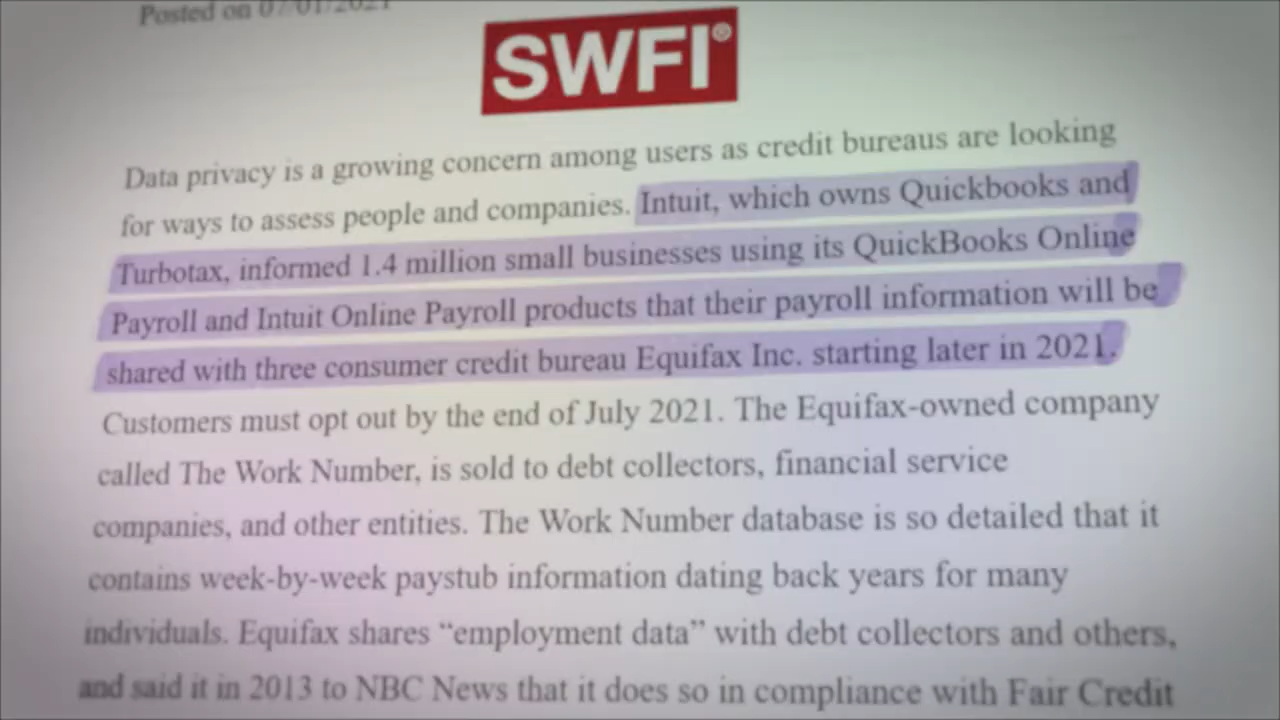 Posted on 07/01/2021
SWFI®
Data privacy is a growing concern among users as credit bureaus are looking
for ways to assess people and companies. Intuit, which owns Quickbooks and
Turbotax, informed 1.4 million small businesses using its QuickBooks Online
Payroll and Intuit Online Payroll products that their payroll information will be
shared with three consumer credit bureau Equifax Inc. starting later in 2021.
Customers must opt out by the end of July 2021. The Equifax-owned company
called The Work Number, is sold to debt collectors, financial service
companies, and other entities. The Work Number database is so detailed that it
contains week-by-week paystub information dating back years for many
individuals. Equifax shares “employment data” with debt collectors and others,
and said it in 2013 to NBC News that it does so in compliance with Fair Credit